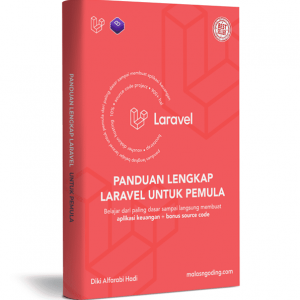 Laravel
PANDUAN LENGKAP
LARAVEL UNTUK PEMULA
Belajar dari paling dasar sampai langsung membuat
aplikasi keuangan + bonus source code
Diki Alfarabi Hadi
malasngoding.com
PANDUAN LENGKAP LARAVEL UNTUK PEMULA